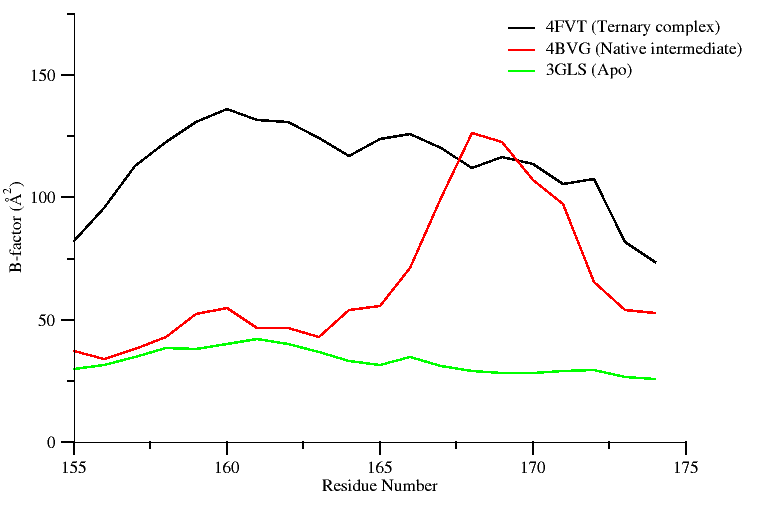 4FVT (Ternary complex)
4BVG (Native intermediate)
3GLS (Apo)
150
100
50
0
B-factor (Å²)
155 160 165 170 175
Residue Number